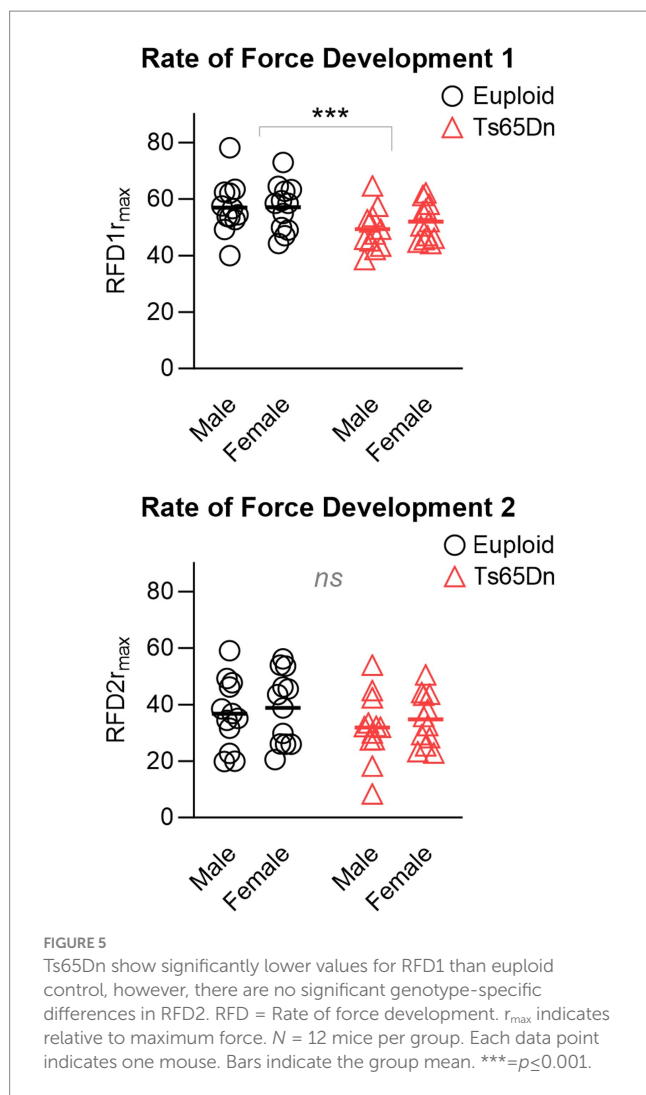 Rate of Force Development 1
Euploid
Ts65Dn
***
80
60
40
20
0
RFD1rmax
Male
Female
Male
Female
Rate of Force Development 2
Euploid
Ts65Dn
ns
80
60
40
20
0
RFD2rmax
Male
Female
Male
Female
FIGURE 5
Ts65Dn show significantly lower values for RFD1 than euploid
control, however, there are no significant genotype-specific
differences in RFD2. RFD = Rate of force development. rmax indicates
relative to maximum force. N = 12 mice per group. Each data point
indicates one mouse. Bars indicate the group mean. ***=p≤0.001.